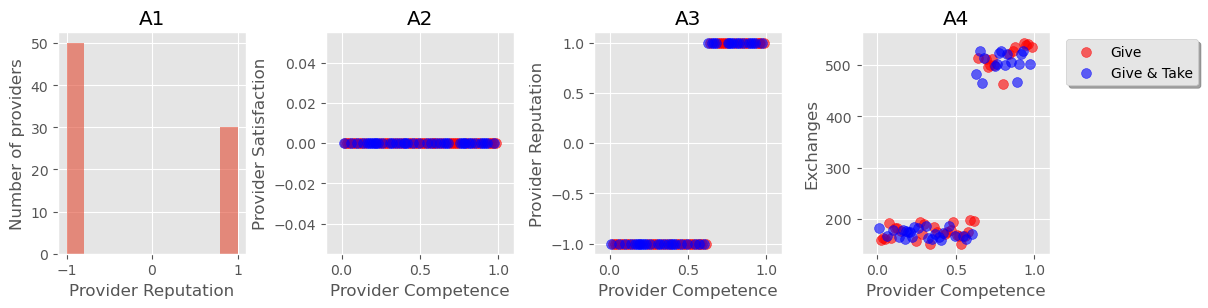 A1
Number of providers
50
40
30
20
10
0
−1
0
1
Provider Reputation
A2
Provider Satisfaction
0.04
0.02
0.00
−0.02
−0.04
0.0
0.5
1.0
Provider Competence
A3
Provider Reputation
1.0
0.5
0.0
−0.5
−1.0
0.0
0.5
1.0
Provider Competence
A4
Exchanges
500
400
300
200
0.0
0.5
1.0
Provider Competence
Give
Give & Take